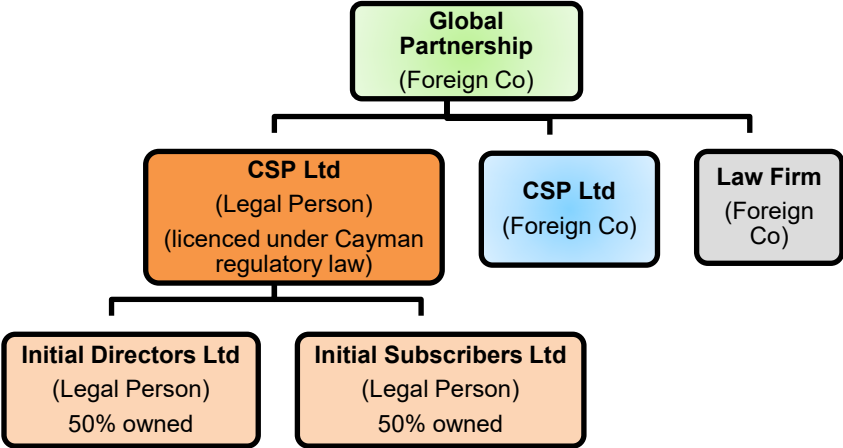 Global
Partnership
(Foreign Co)
CSP Ltd
(Legal Person)
(licenced under Cayman
regulatory law)
CSP Ltd
(Foreign Co)
Law Firm
(Foreign
Co)
Initial Directors Ltd
(Legal Person)
50% owned
Initial Subscribers Ltd
(Legal Person)
50% owned